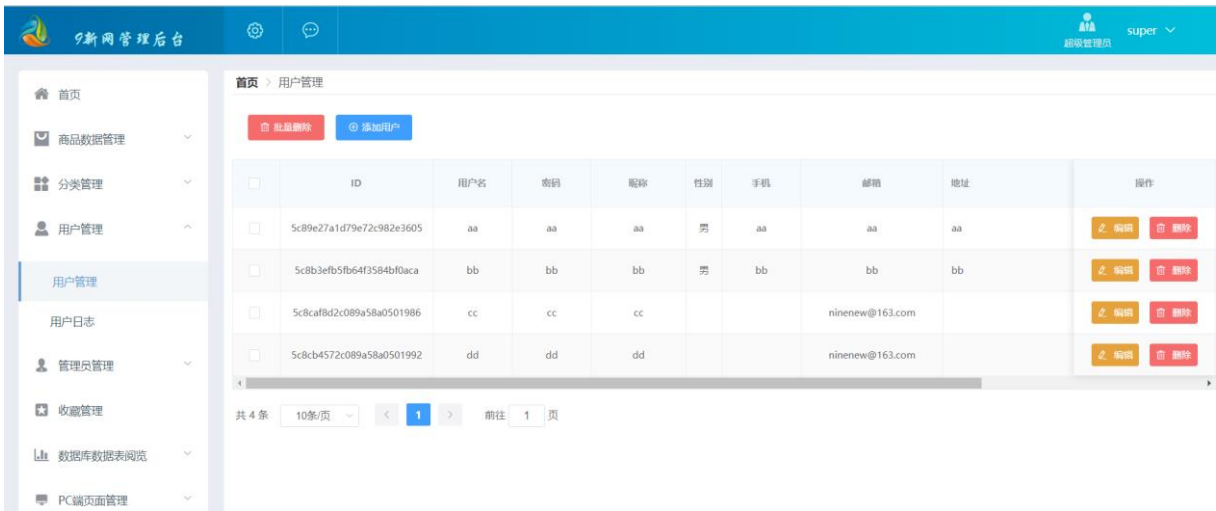 9新网管理后台
超级管理员
super
首页
商品数据管理
分类管理
用户管理
用户管理
用户日志
管理员管理
收藏管理
数据库数据表阅览
PC端页面管理
首页 > 用户管理
批量删除 添加用户
ID 用户名 密码 昵称 性别 手机 邮箱 地址 操作
5c89e27a1d79e72c982e3605 aa aa aa 男 aa aa aa 编辑 删除
5c8b3efb5fb64f3584bf0aca bb bb bb 男 bb bb bb 编辑 删除
5c8caf8d2c089a58a0501986 cc cc cc ninenew@163.com 编辑 删除
5c8cb4572c089a58a0501992 dd dd dd ninenew@163.com 编辑 删除
共 4 条 10条/页 < 1 > 前往 1 页